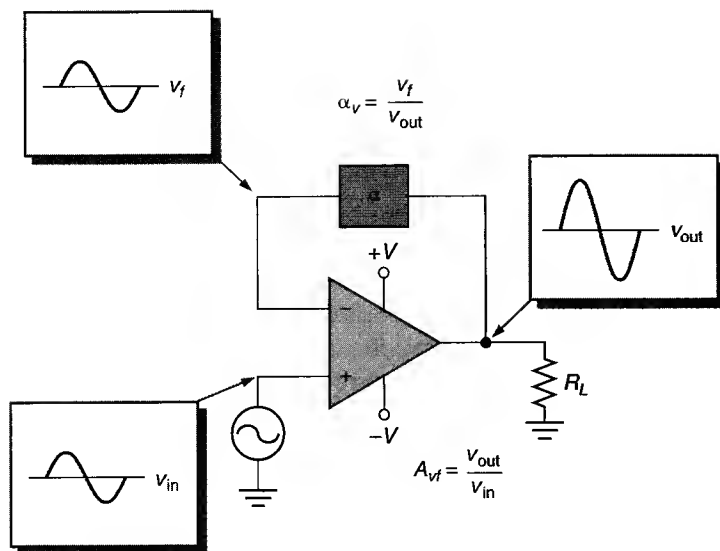 v_f
α_v = v_f / v_out
α
+V
v_out
−
+
R_L
−V
v_in
A_vf = v_out / v_in